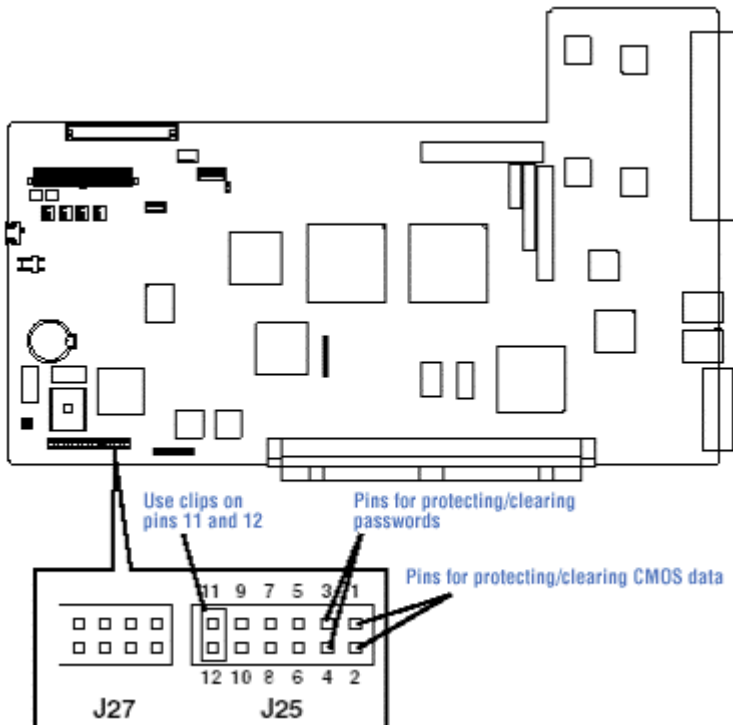 Use clips on
pins 11 and 12
Pins for protecting/clearing
passwords
Pins for protecting/clearing CMOS data
11 9 7 5 3 1
12 10 8 6 4 2
J27 J25